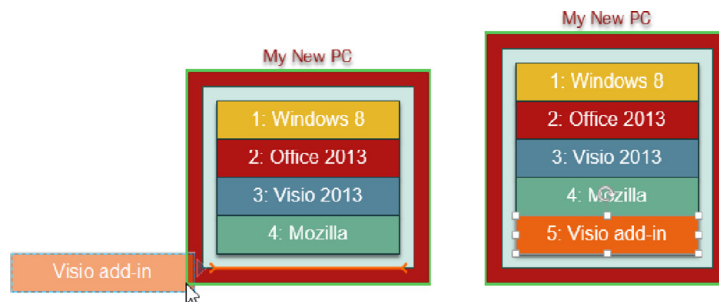 My New PC
1: Windows 8
2: Office 2013
3: Visio 2013
4: Mozilla
Visio add-in
My New PC
1: Windows 8
2: Office 2013
3: Visio 2013
4: Mozilla
5: Visio add-in